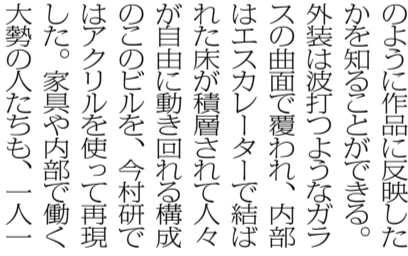 のように作品に反映した
かを知ることができる。
外装は波打つようなガラ
スの曲面で覆われ、内部
はエスカレーターで結ば
れた床が積層されて人々
が自由に動き回れる構成
のこのビルを、今村研で
はアクリルを使って再現
した。家具や内部で働く
大勢の人たちも、一人一